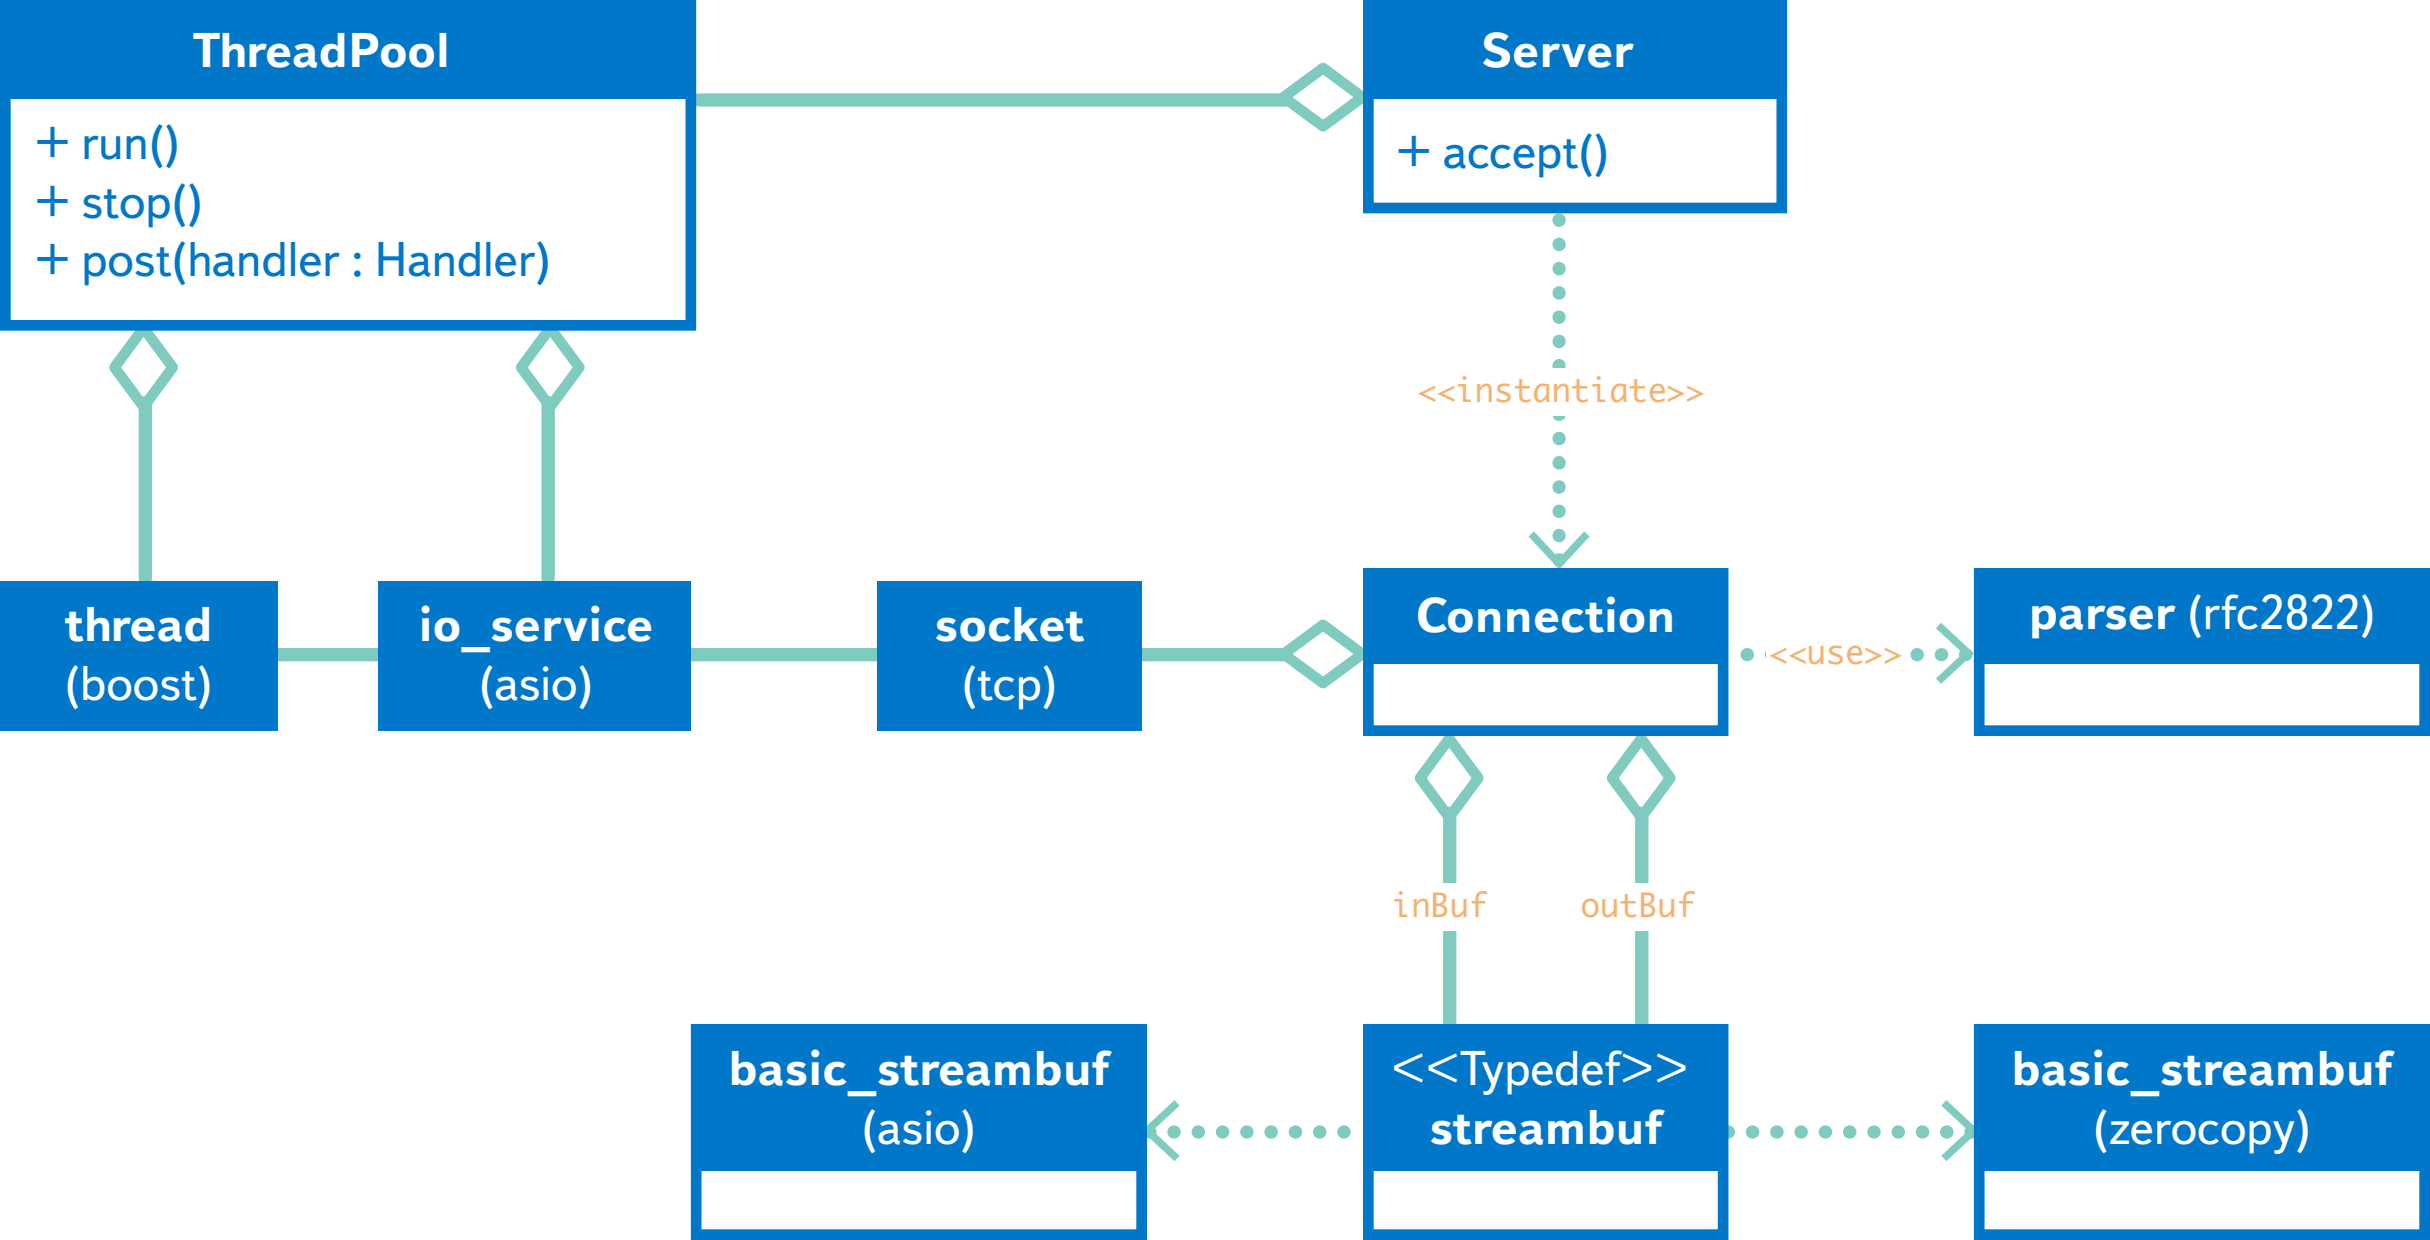 ThreadPool
+ run()
+ stop()
+ post(handler : Handler)
Server
+ accept()
<<instantiate>>
thread
(boost)
io_service
(asio)
socket
(tcp)
Connection
<<use>>
parser (rfc2822)
inBuf
outBuf
basic_streambuf
(asio)
<<Typedef>>
streambuf
basic_streambuf
(zerocopy)